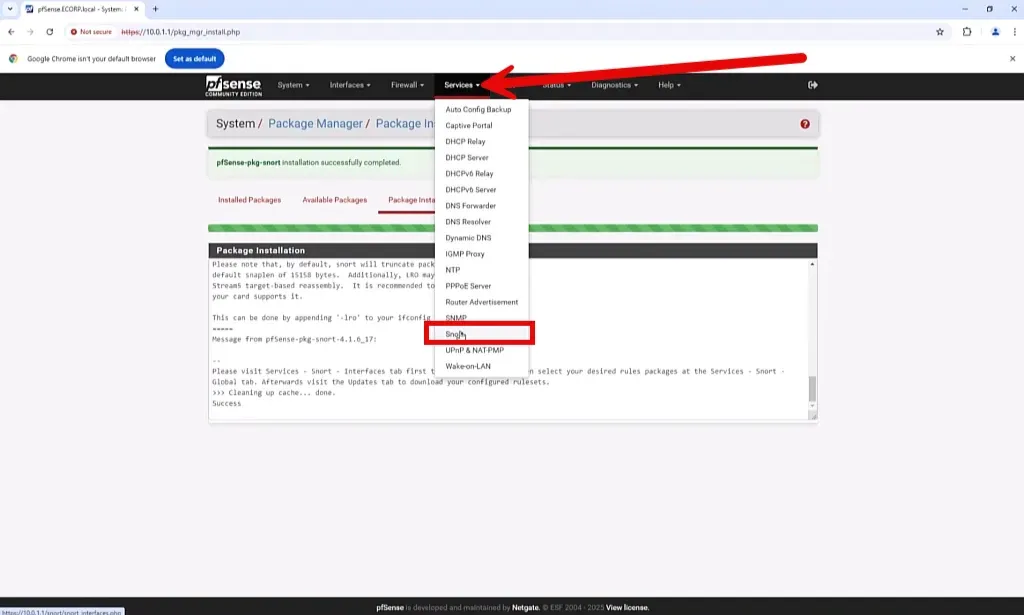 pfSense.ECORP.local - System:
Not secure
https://10.0.1.1/pkg_mgr_install.php
Google Chrome isn't your default browser
Set as default
pfsense
COMMUNITY EDITION
System
Interfaces
Firewall
Services
Status
Diagnostics
Help
System / Package Manager / Package In
pfSense-pkg-snort installation successfully completed.
Installed Packages
Available Packages
Package Insta
Auto Config Backup
Captive Portal
DHCP Relay
DHCP Server
DHCPv6 Relay
DHCPv6 Server
DNS Forwarder
DNS Resolver
Dynamic DNS
IGMP Proxy
NTP
PPPoE Server
Router Advertisement
SNMP
Snort
UPnP & NAT-PMP
Wake-on-LAN
Package Installation
Please note that, by default, snort will truncate pack
default snaplen of 15158 bytes. Additionally, LRO may
Stream5 target-based reassembly. It is recommended to
your card supports it.
This can be done by appending '-lro' to your ifconfig
=====
Message from pfSense-pkg-snort-4.1.6_17:
--
Please visit Services - Snort - Interfaces tab first t n select your desired rules packages at the Services - Snort -
Global tab. Afterwards visit the Updates tab to download your configured rulesets.
>>> Cleaning up cache... done.
Success
pfSense is developed and maintained by Netgate. © ESF 2004 - 2025 View license.
https://10.0.1.1/snort/snort_interfaces.php